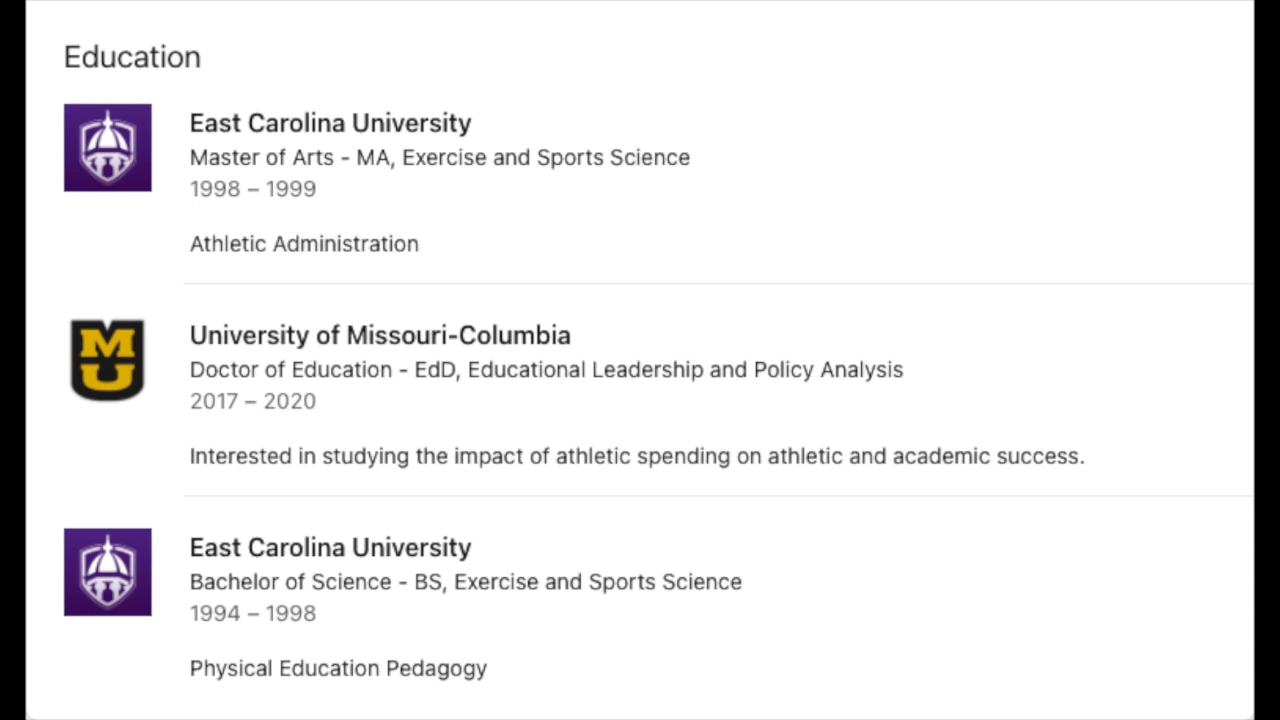 Education
East Carolina University
Master of Arts - MA, Exercise and Sports Science
1998 – 1999
Athletic Administration
MU
University of Missouri-Columbia
Doctor of Education - EdD, Educational Leadership and Policy Analysis
2017 – 2020
Interested in studying the impact of athletic spending on athletic and academic success.
East Carolina University
Bachelor of Science - BS, Exercise and Sports Science
1994 – 1998
Physical Education Pedagogy